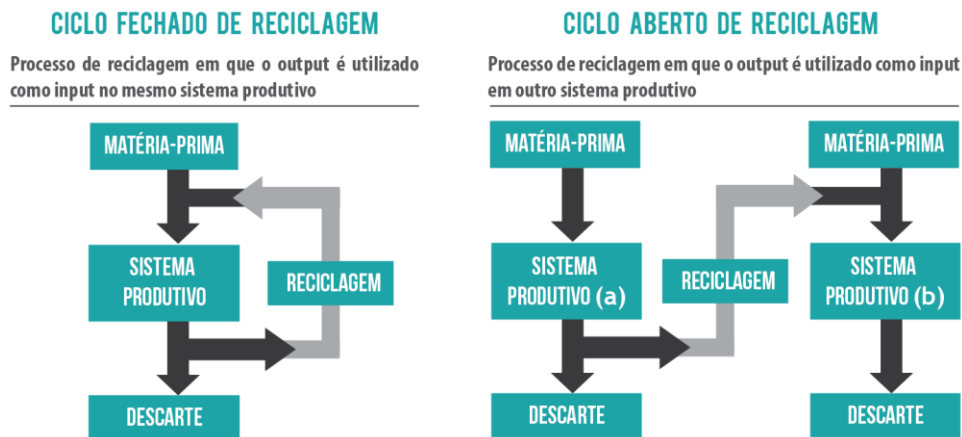 CICLO FECHADO DE RECICLAGEM
Processo de reciclagem em que o output é utilizado
como input no mesmo sistema produtivo
MATÉRIA-PRIMA
SISTEMA
PRODUTIVO
RECICLAGEM
DESCARTE
CICLO ABERTO DE RECICLAGEM
Processo de reciclagem em que o output é utilizado como input
em outro sistema produtivo
MATÉRIA-PRIMA
SISTEMA
PRODUTIVO (a)
RECICLAGEM
DESCARTE
MATÉRIA-PRIMA
SISTEMA
PRODUTIVO (b)
DESCARTE